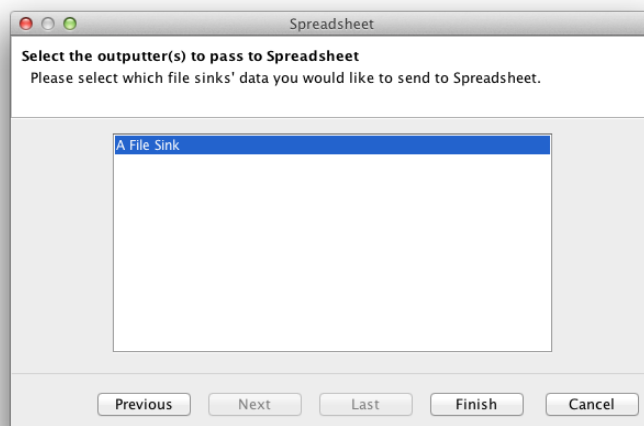 Spreadsheet
Select the outputter(s) to pass to Spreadsheet
Please select which file sinks' data you would like to send to Spreadsheet.
A File Sink
Previous Next Last Finish Cancel